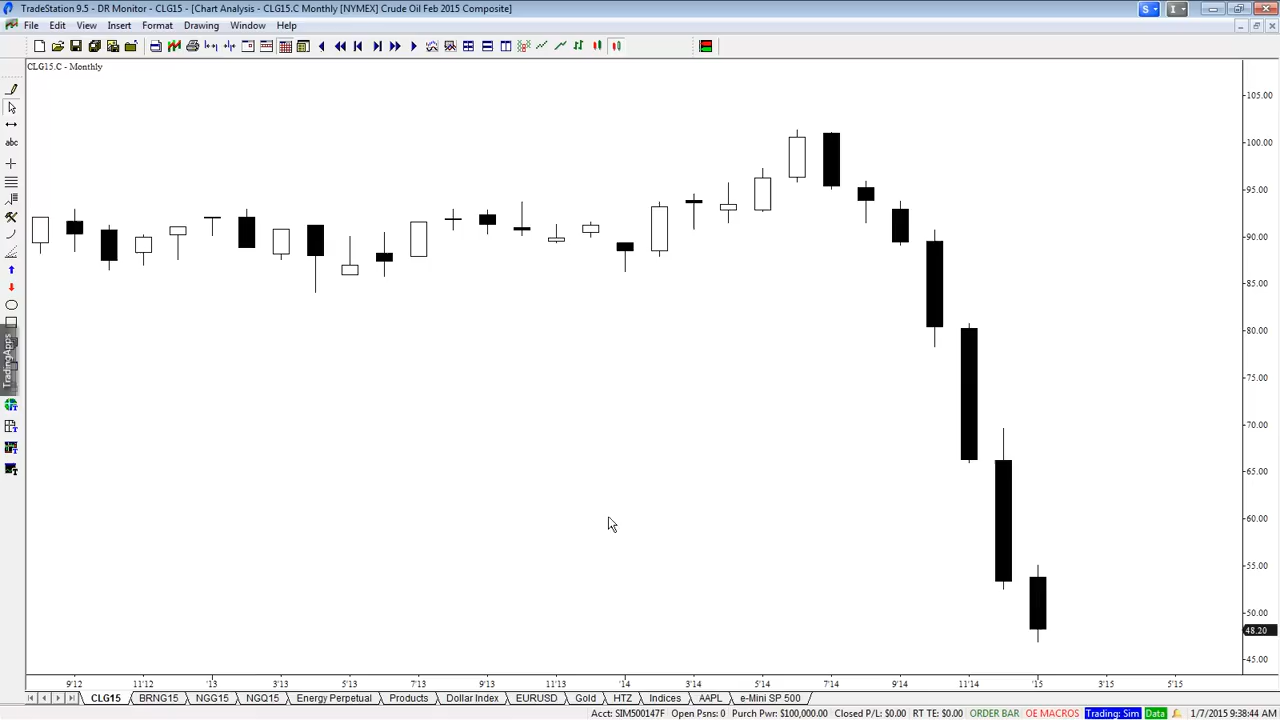 TradeStation 9.5 - DR Monitor - CLG15 - [Chart Analysis - CLG15.C Monthly [NYMEX] Crude Oil Feb 2015 Composite]
S
I
File Edit View Insert Format Drawing Window Help
CLG15.C - Monthly
abc
TradingApps
105.00
100.00
95.00
90.00
85.00
80.00
75.00
70.00
65.00
60.00
55.00
50.00
48.20
45.00
9'12 11'12 '13 3'13 5'13 7'13 9'13 11'13 '14 3'14 5'14 7'14 9'14 11'14 '15 3'15 5'15
CLG15 BRNG15 NGG15 NGQ15 Energy Perpetual Products Dollar Index EURUSD Gold HTZ Indices AAPL e-Mini SP 500
Acct: SIM500147F Open Psns: 0 Purch Pwr: $100,000.00 Closed P/L: $0.00 RT TE: $0.00 ORDER BAR OE MACROS Trading: Sim Data 1/7/2015 9:38:44 AM